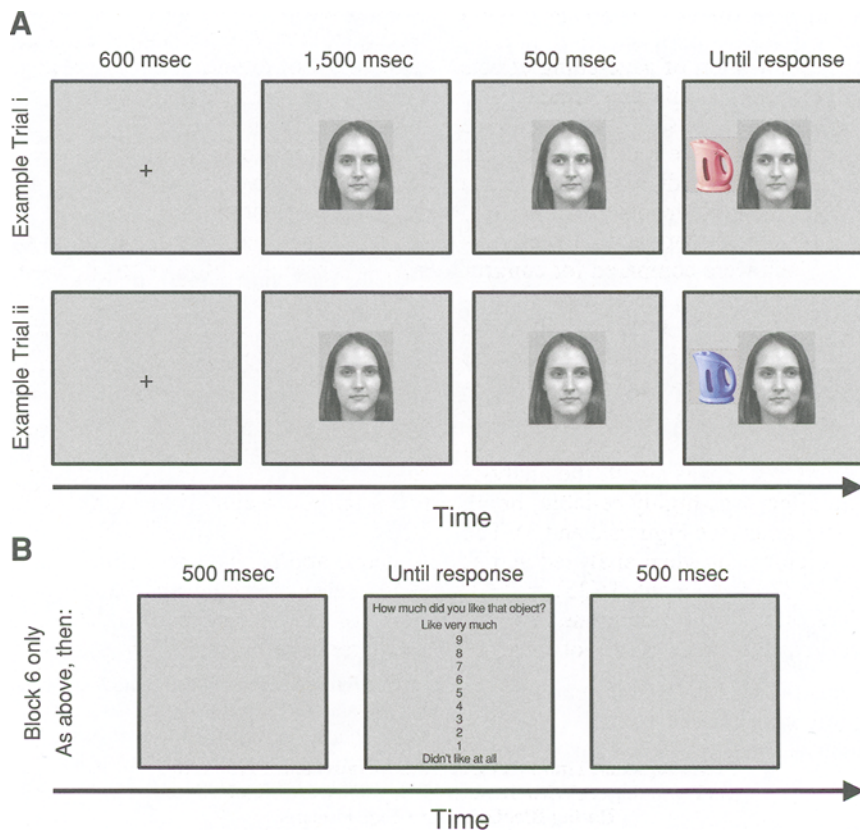 A
600 msec
1,500 msec
500 msec
Until response
Example Trial i
+
Example Trial ii
+
Time
B
500 msec
Until response
500 msec
Block 6 only
As above, then:
How much did you like that object?
Like very much
9
8
7
6
5
4
3
2
1
Didn't like at all
Time